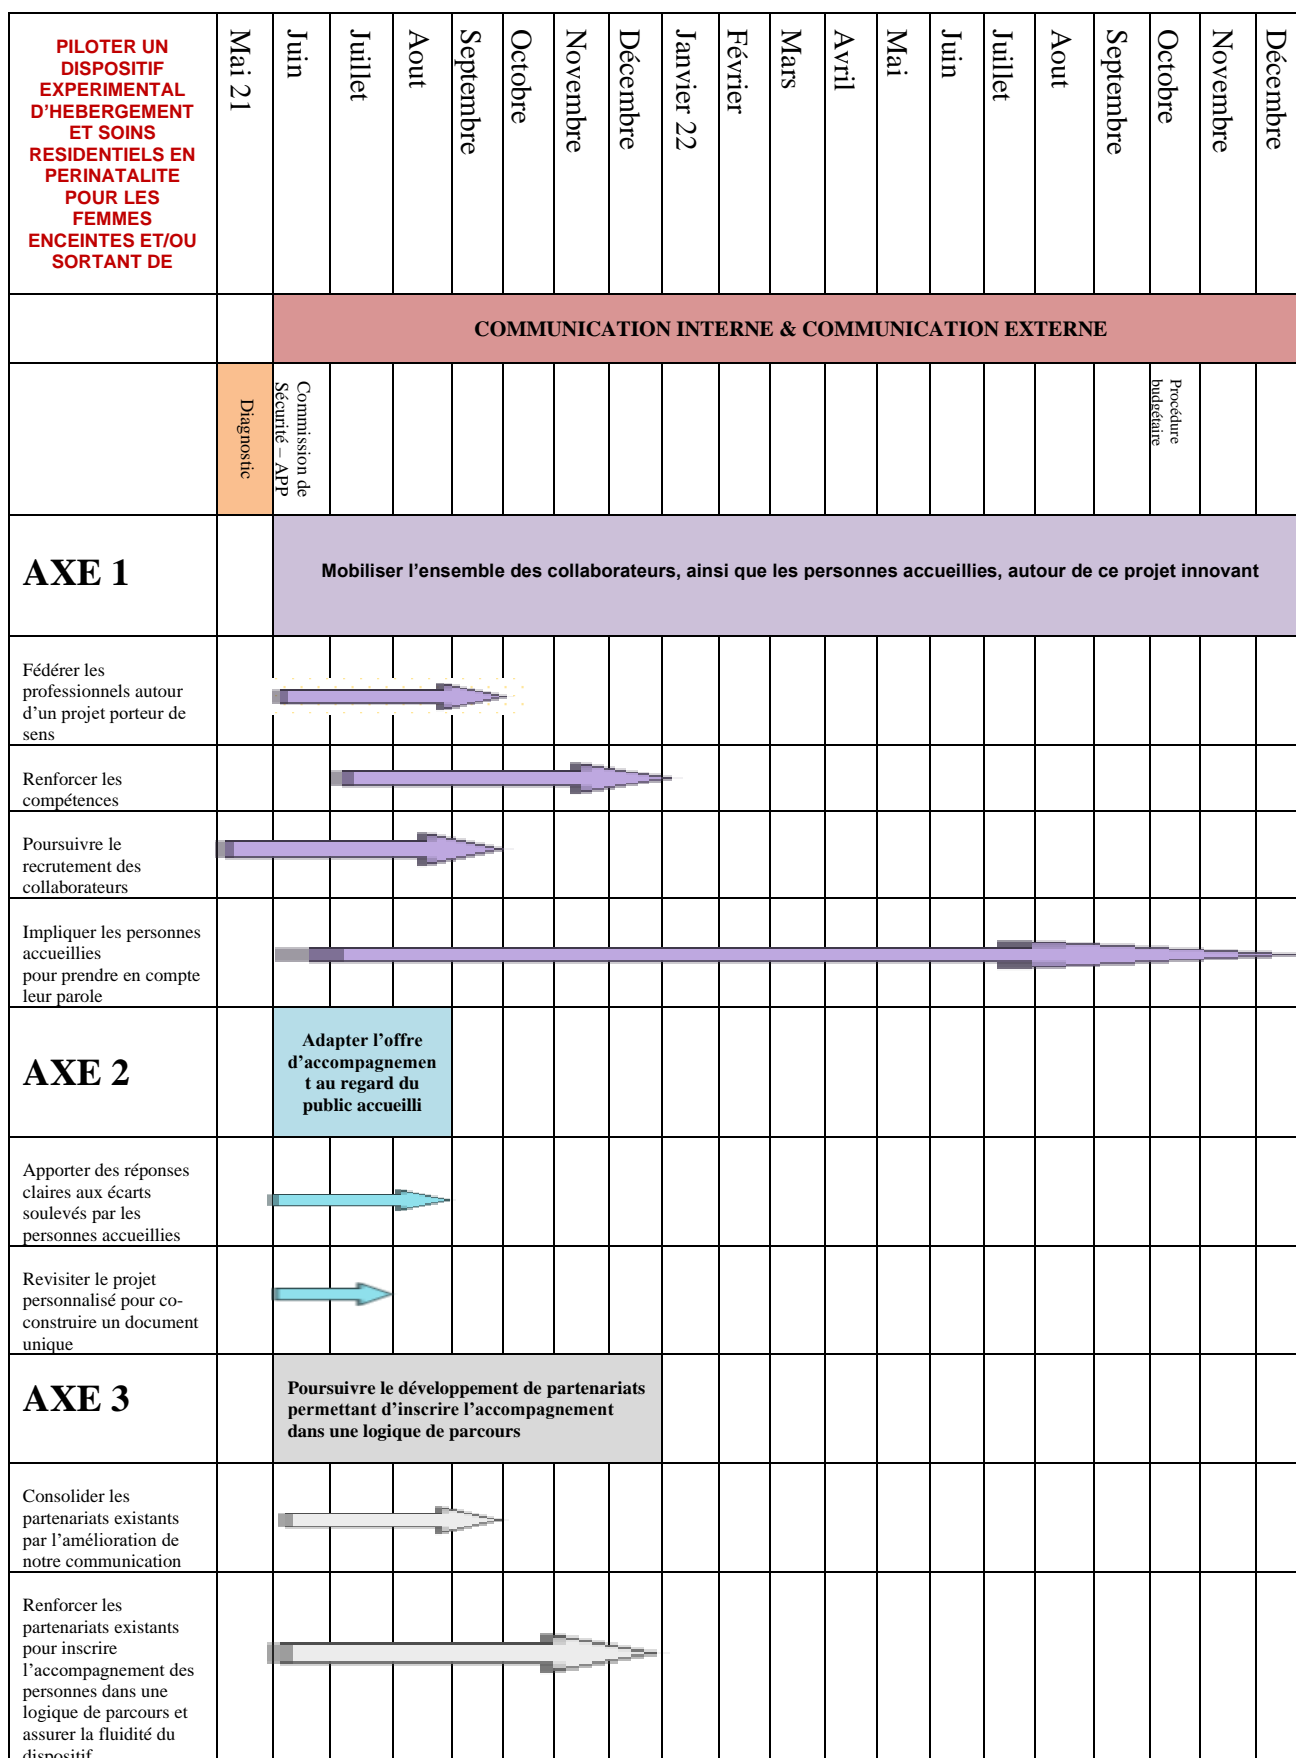 PILOTER UN
DISPOSITIF
EXPERIMENTAL
D’HEBERGEMENT
ET SOINS
RESIDENTIELS EN
PERINATALITE
POUR LES
FEMMES
ENCEINTES ET/OU
SORTANT DE
Mai 21
Juin
Juillet
Aout
Septembre
Octobre
Novembre
Décembre
Janvier 22
Février
Mars
Avril
Mai
Juin
Juillet
Aout
Septembre
Octobre
Novembre
Décembre
COMMUNICATION INTERNE & COMMUNICATION EXTERNE
Diagnostic
Commission de
Sécurité – APP
Procédure
budgétaire
AXE 1
Mobiliser l’ensemble des collaborateurs, ainsi que les personnes accueillies, autour de ce projet innovant
Fédérer les
professionnels autour
d’un projet porteur de
sens
Renforcer les
compétences
Poursuivre le
recrutement des
collaborateurs
Impliquer les personnes
accueillies
pour prendre en compte
leur parole
AXE 2
Adapter l’offre
d’accompagnemen
t au regard du
public accueilli
Apporter des réponses
claires aux écarts
soulevés par les
personnes accueillies
Revisiter le projet
personnalisé pour co-
construire un document
unique
AXE 3
Poursuivre le développement de partenariats
permettant d’inscrire l’accompagnement
dans une logique de parcours
Consolider les
partenariats existants
par l’amélioration de
notre communication
Renforcer les
partenariats existants
pour inscrire
l’accompagnement des
personnes dans une
logique de parcours et
assurer la fluidité du
dispositif